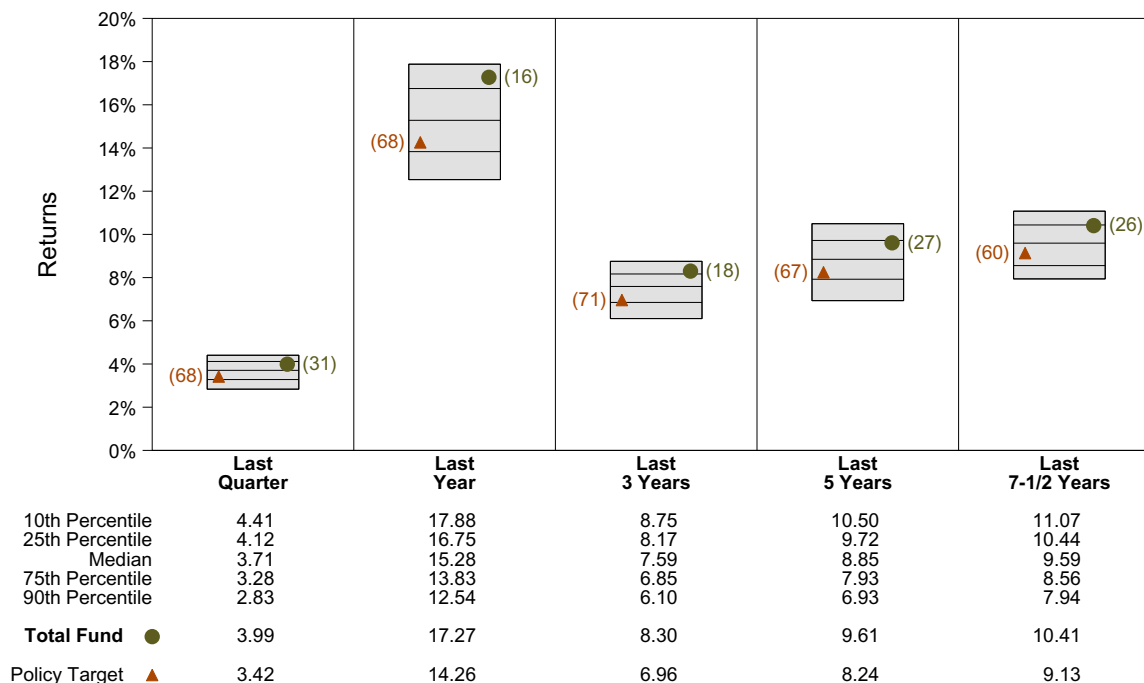 20%
18%
16%
14%
12%
10%
8%
6%
4%
2%
0%
Returns
(68) (31)
(68) (16)
(71) (18)
(67) (27)
(60) (26)
Last Quarter Last Year Last 3 Years Last 5 Years Last 7-1/2 Years
10th Percentile 4.41 17.88 8.75 10.50 11.07
25th Percentile 4.12 16.75 8.17 9.72 10.44
Median 3.71 15.28 7.59 8.85 9.59
75th Percentile 3.28 13.83 6.85 7.93 8.56
90th Percentile 2.83 12.54 6.10 6.93 7.94
Total Fund 3.99 17.27 8.30 9.61 10.41
Policy Target 3.42 14.26 6.96 8.24 9.13